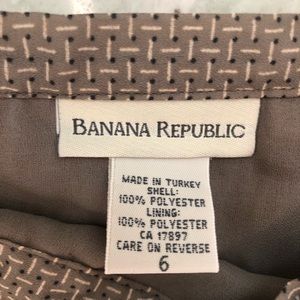 BANANA REPUBLIC
MADE IN TURKEY
SHELL:
100% POLYESTER
LINING:
100% POLYESTER
CA 17897
CARE ON REVERSE
6